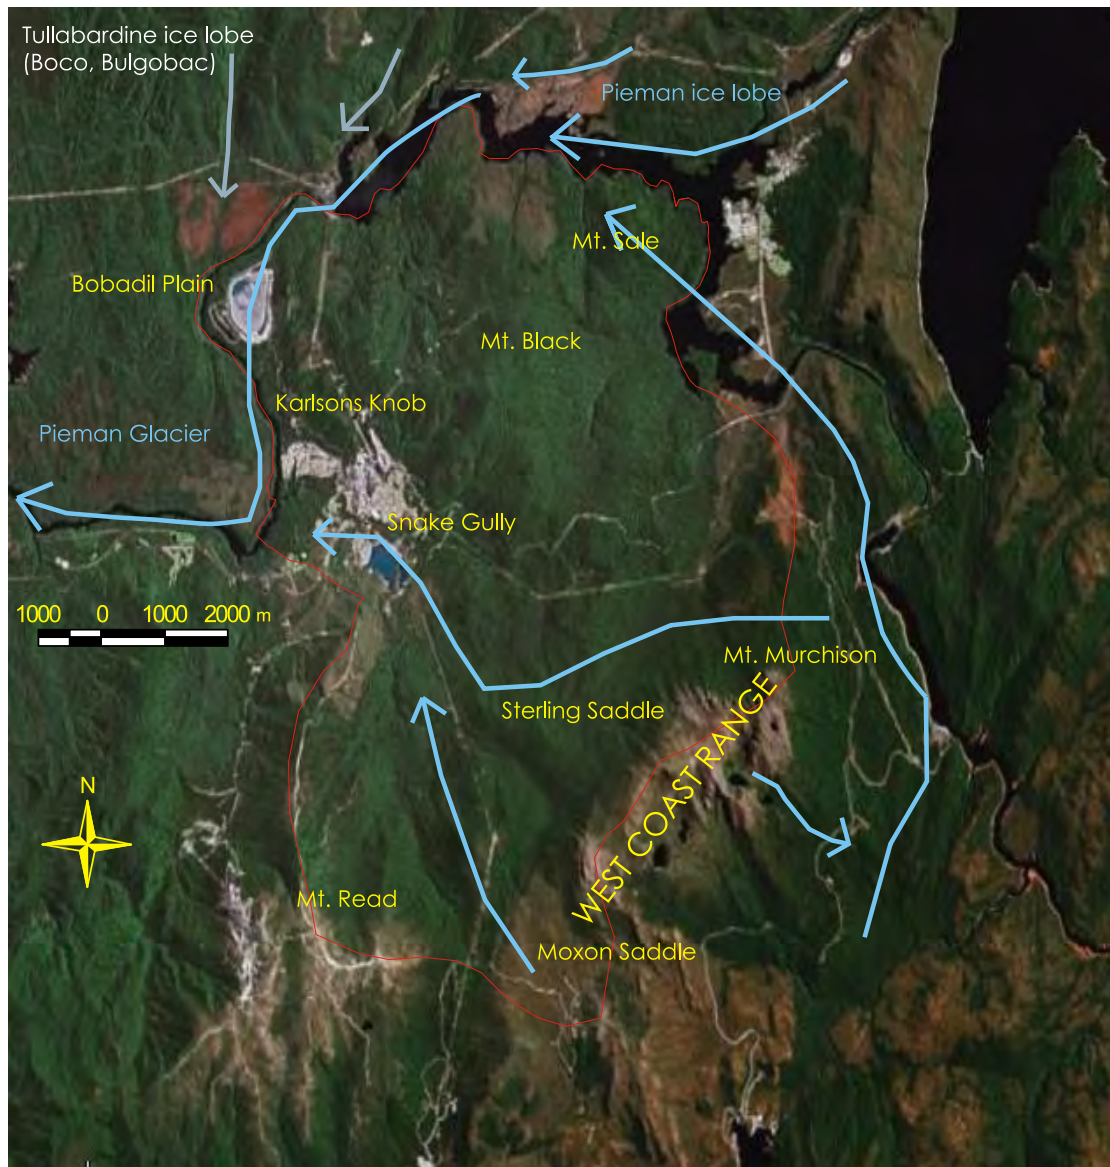 Tullabardine ice lobe
(Boco, Bulgobac)
Pieman ice lobe
Mt. Sale
Bobadil Plain
Mt. Black
Karlsons Knob
Pieman Glacier
Snake Gully
1000 0 1000 2000 m
Mt. Murchison
Sterling Saddle
WEST COAST RANGE
N
Mt. Read
Moxon Saddle